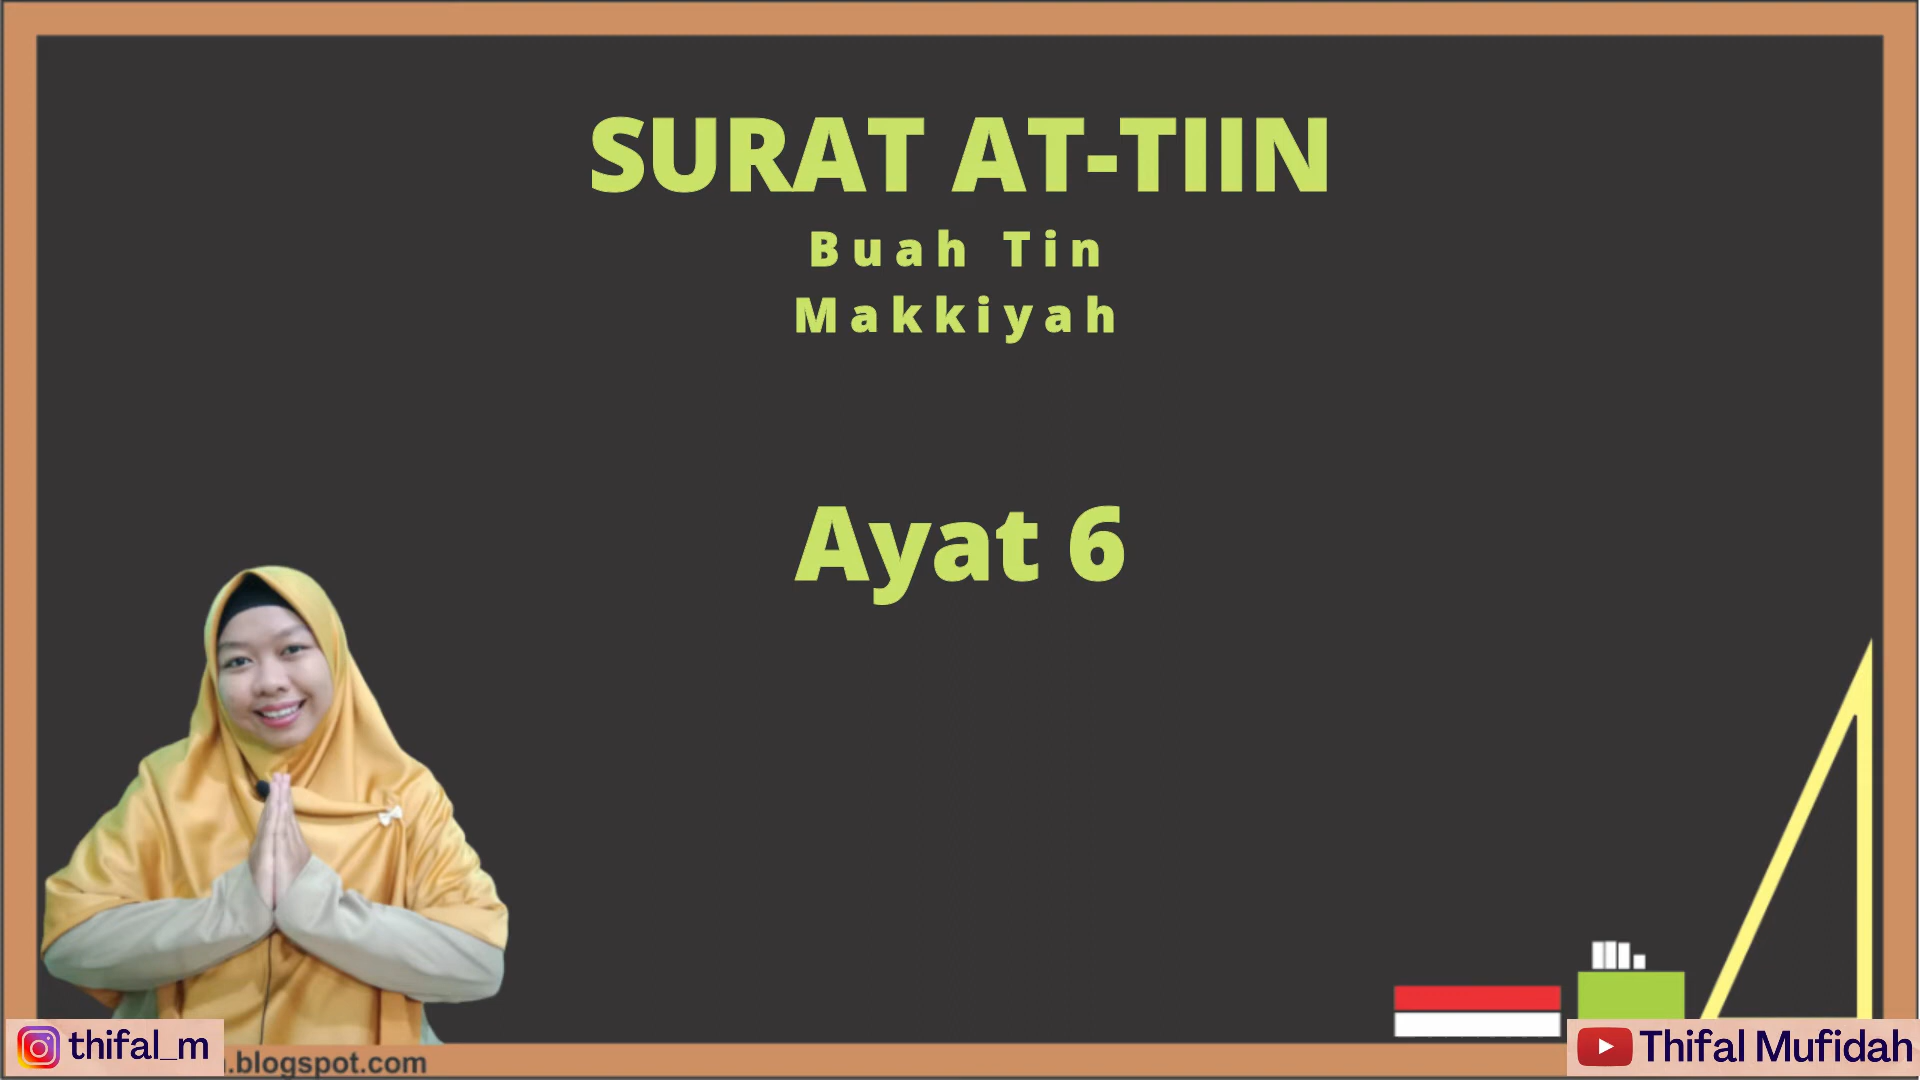 SURAT AT-TIIN
Buah Tin
Makkiyah
Ayat 6
thifal_m
.blogspot.com
Thifal Mufidah